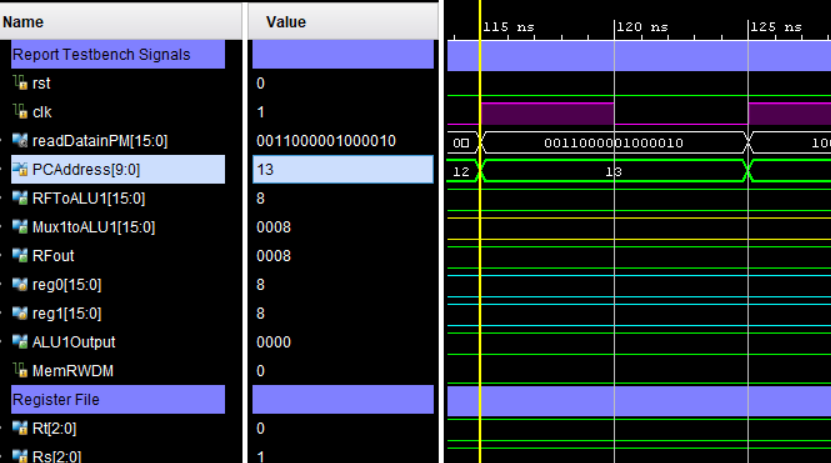 Name Value
115 ns 120 ns 125 ns
Report Testbench Signals
rst 0
clk 1
readDatainPM[15:0] 0011000001000010 0011000001000010 10
PCAddress[9:0] 13 12 13
RFToALU1[15:0] 8
Mux1toALU1[15:0] 0008
RFout 0008
reg0[15:0] 8
reg1[15:0] 8
ALU1Output 0000
MemRWDM 0
Register File
Rt[2:0] 0
Rs[2:0] 1